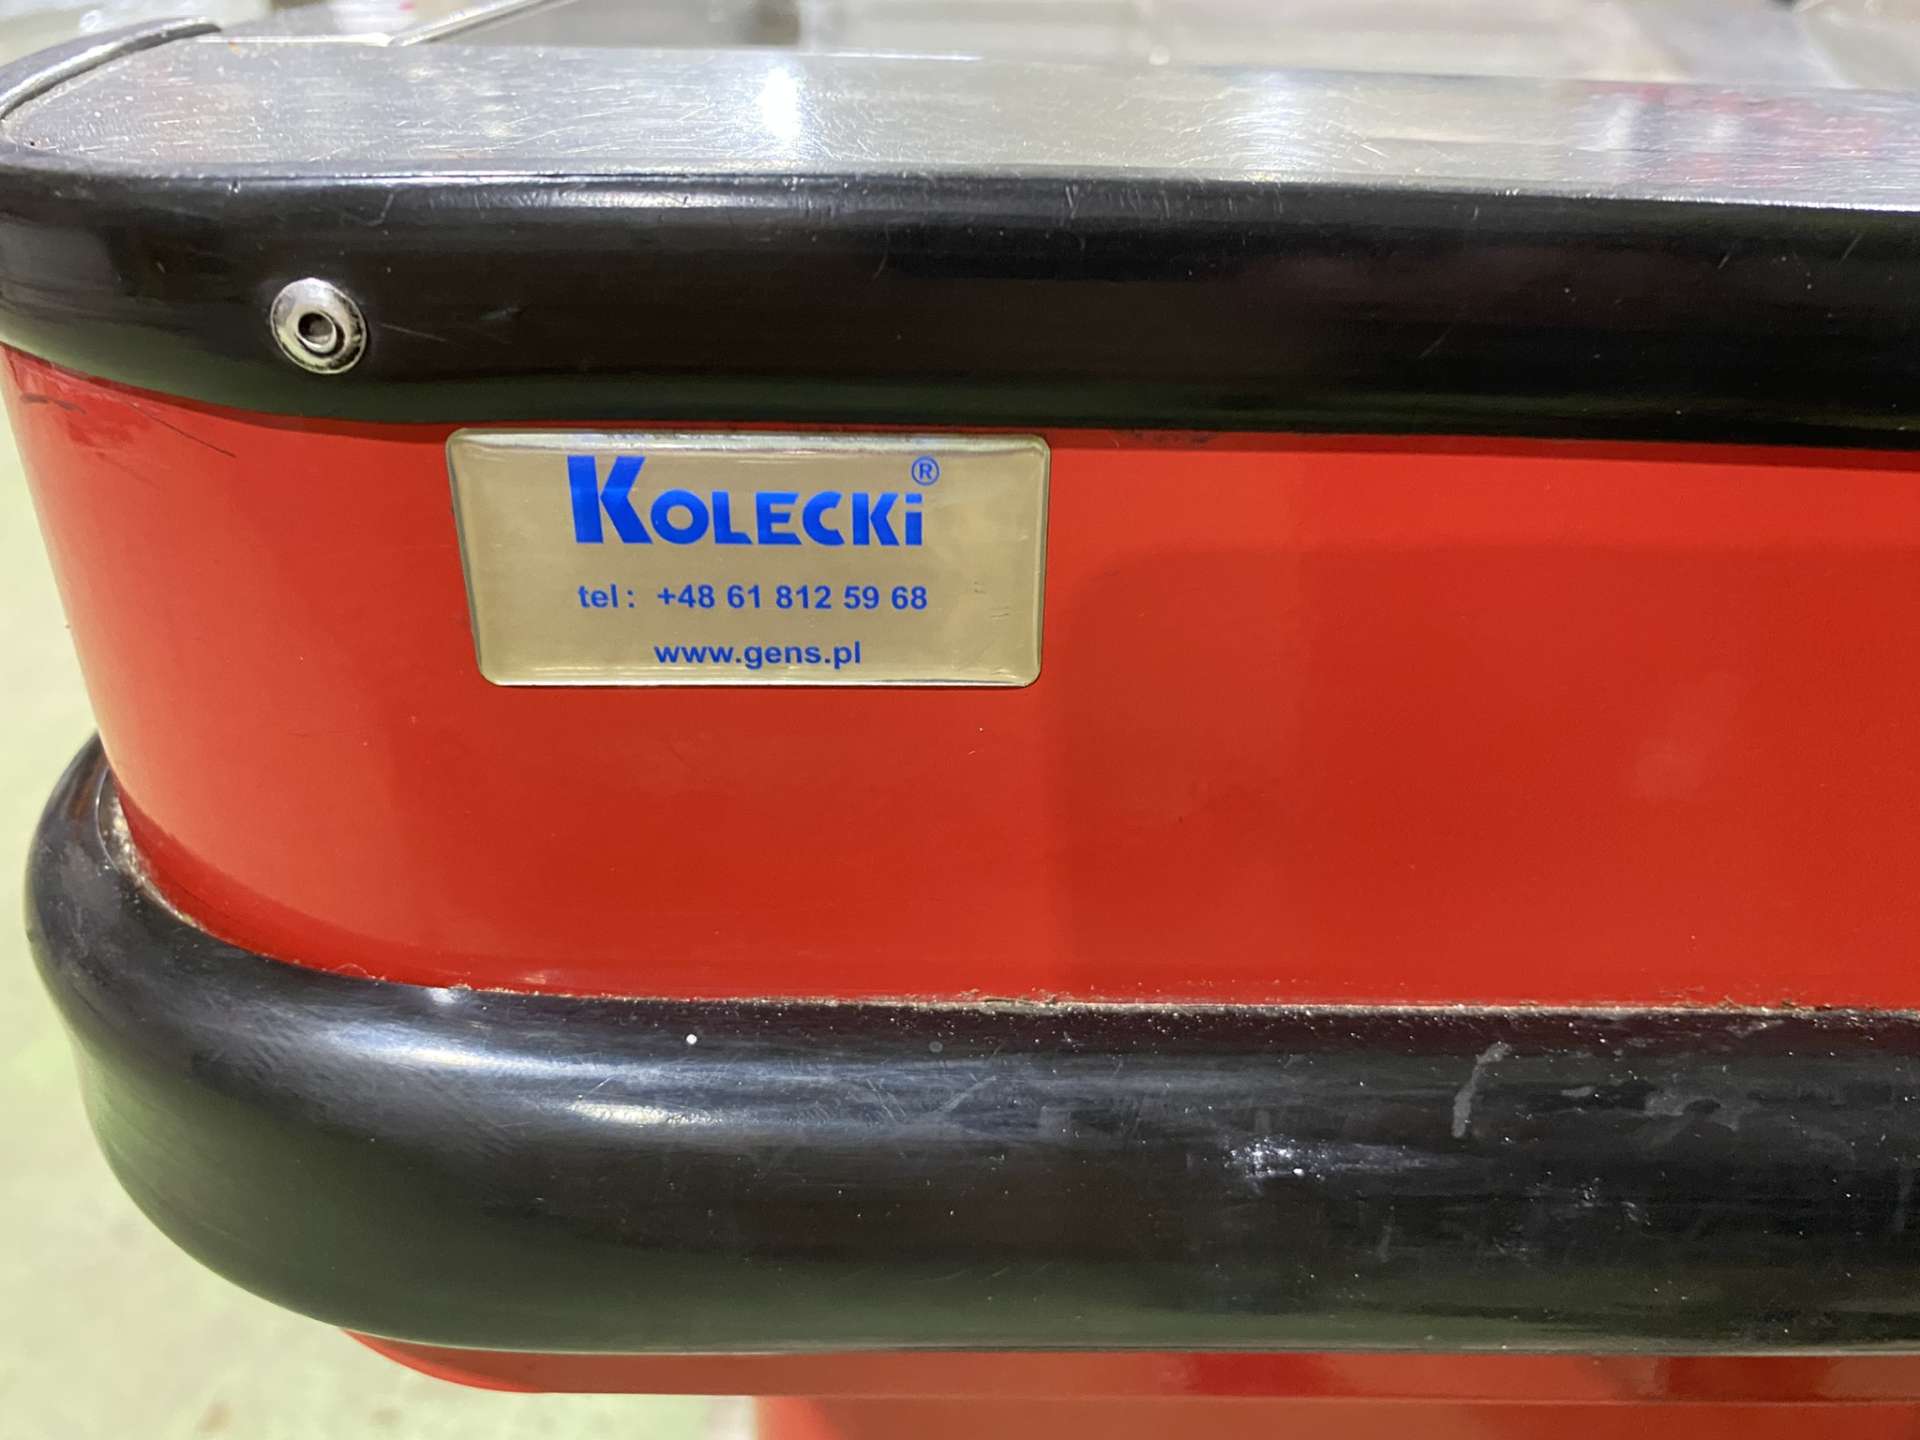 KOLECKi®
tel : +48 61 812 59 68
www.gens.pl